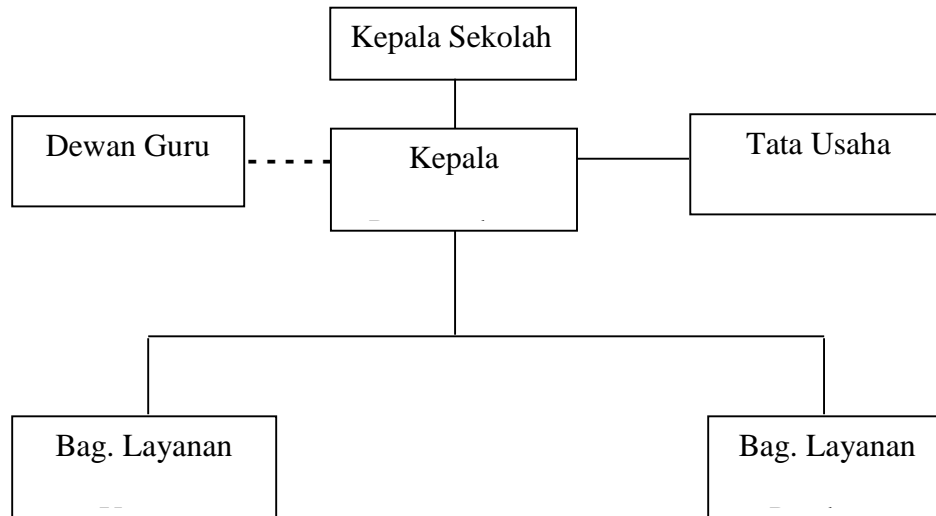 Kepala Sekolah
Dewan Guru
Kepala
Tata Usaha
Bag. Layanan
Bag. Layanan